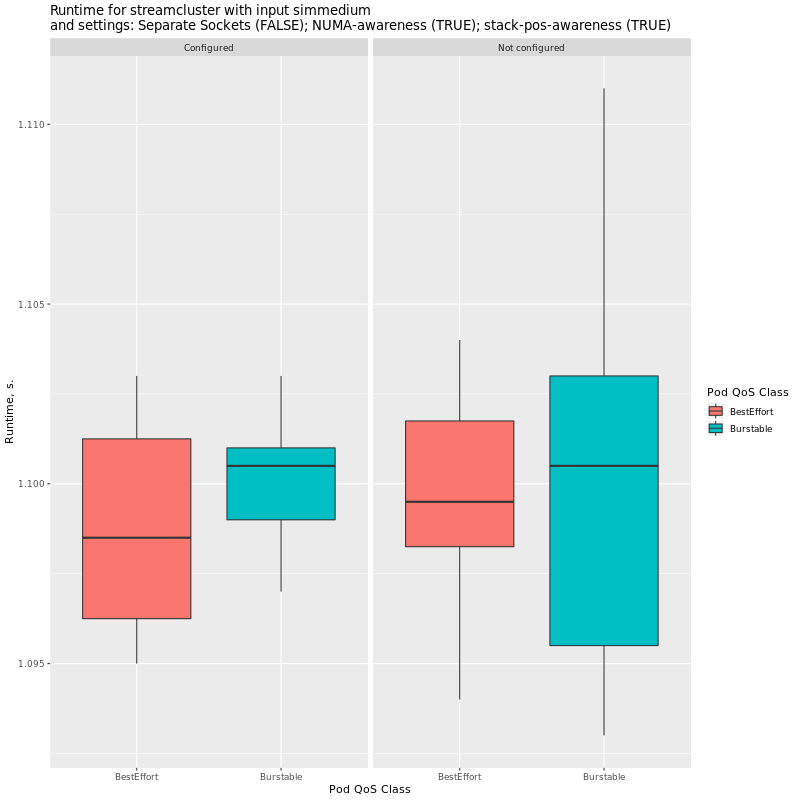 Runtime for streamcluster with input simmedium
and settings: Separate Sockets (FALSE); NUMA-awareness (TRUE); stack-pos-awareness (TRUE)
Configured
Not configured
1.110
1.105
1.100
1.095
Runtime, s.
BestEffort
Burstable
BestEffort
Burstable
Pod QoS Class
Pod QoS Class
BestEffort
Burstable